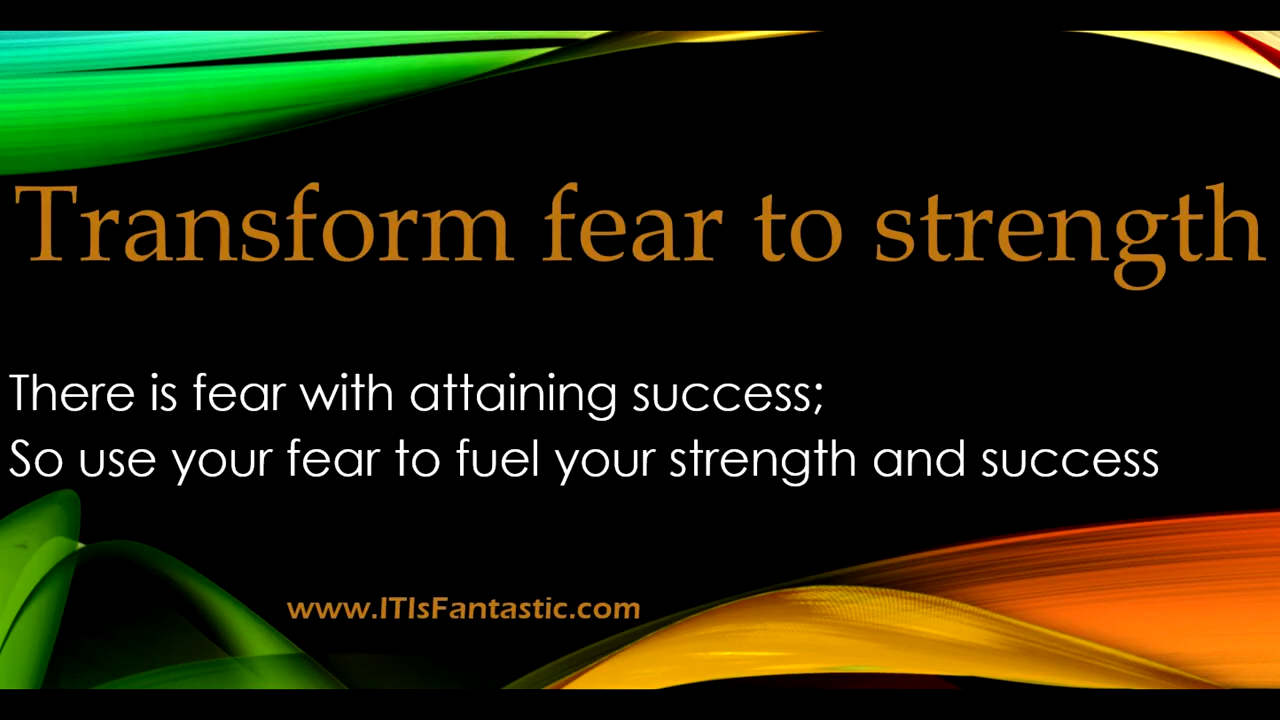 Transform fear to strength
There is fear with attaining success;
So use your fear to fuel your strength and success
www.ITIsFantastic.com